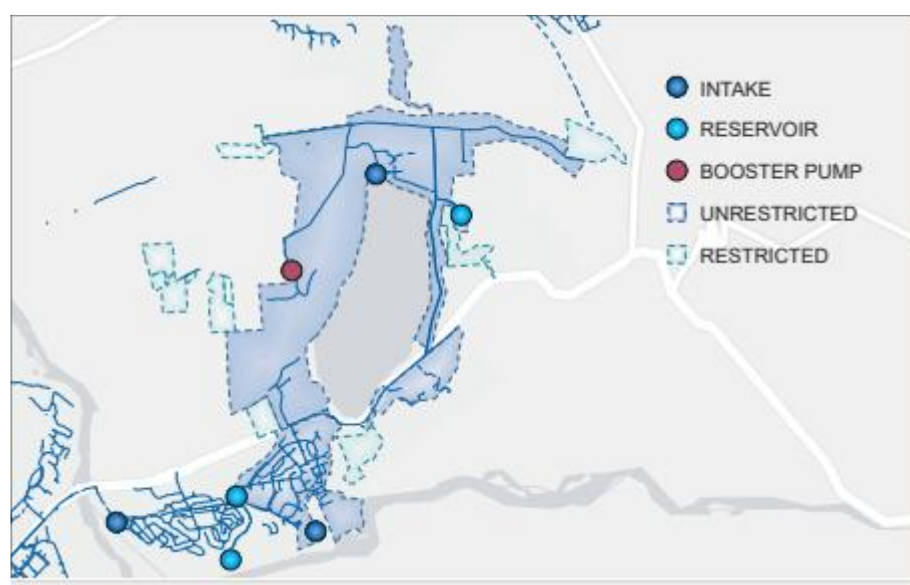 INTAKE
RESERVOIR
BOOSTER PUMP
UNRESTRICTED
RESTRICTED